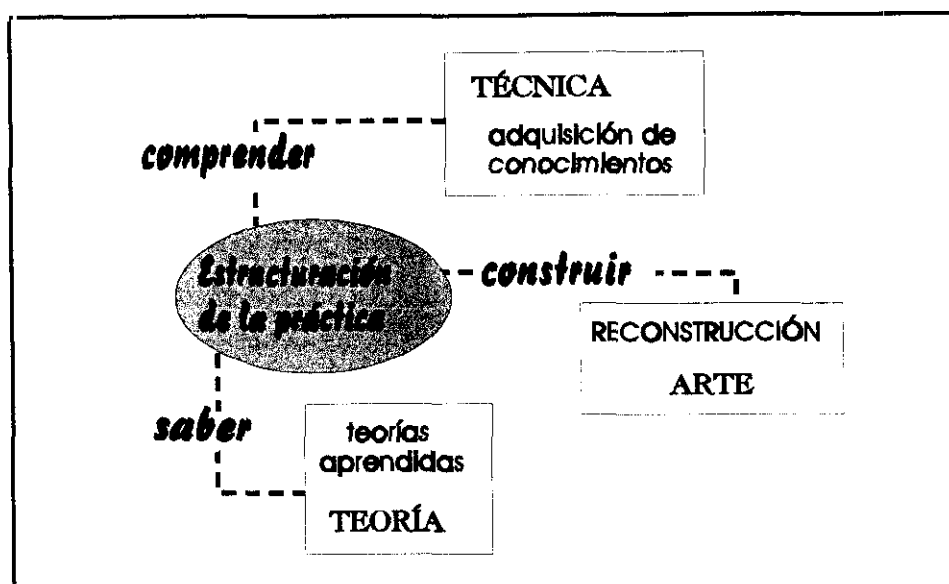 TÉCNICA
adquisición de
conocimientos
comprender
Estructuración
de la práctica
construir
RECONSTRUCCIÓN
ARTE
saber
teorías
aprendidas
TEORÍA